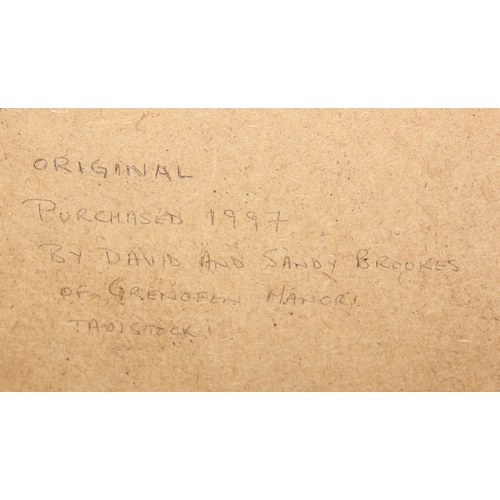 ORIGINAL
PURCHASED 1997
BY DAVID AND SANDY BROOKES
OF GRENOFEN MANOR,
TAVISTOCK!